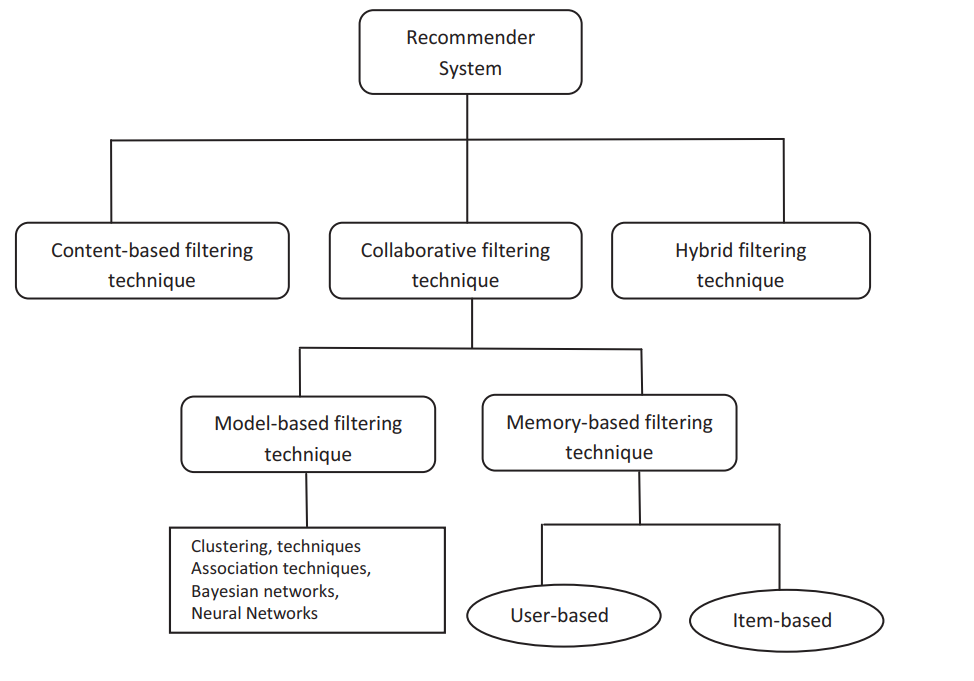 Recommender
System
Content-based filtering
technique
Collaborative filtering
technique
Hybrid filtering
technique
Model-based filtering
technique
Memory-based filtering
technique
Clustering, techniques
Association techniques,
Bayesian networks,
Neural Networks
User-based
Item-based